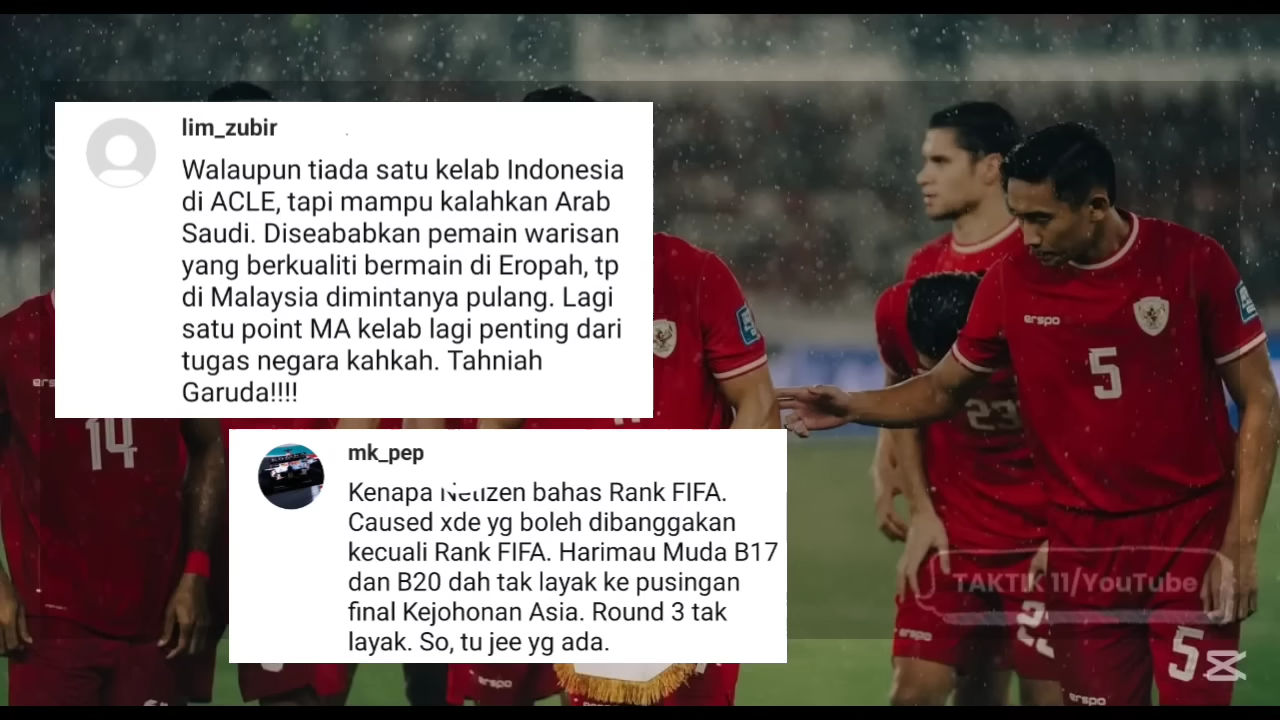 lim_zubir
Walaupun tiada satu kelab Indonesia
di ACLE, tapi mampu kalahkan Arab
Saudi. Diseababkan pemain warisan
yang berkualiti bermain di Eropah, tp
di Malaysia dimintanya pulang. Lagi
satu point MA kelab lagi penting dari
tugas negara kahkah. Tahniah
Garuda!!!!
mk_pep
Kenapa Netizen bahas Rank FIFA.
Caused xde yg boleh dibanggakan
kecuali Rank FIFA. Harimau Muda B17
dan B20 dah tak layak ke pusingan
final Kejohonan Asia. Round 3 tak
layak. So, tu jee yg ada.
erspo
5
23
14
TAKTIK 11/YouTube
erspo
5
erspo
erspo